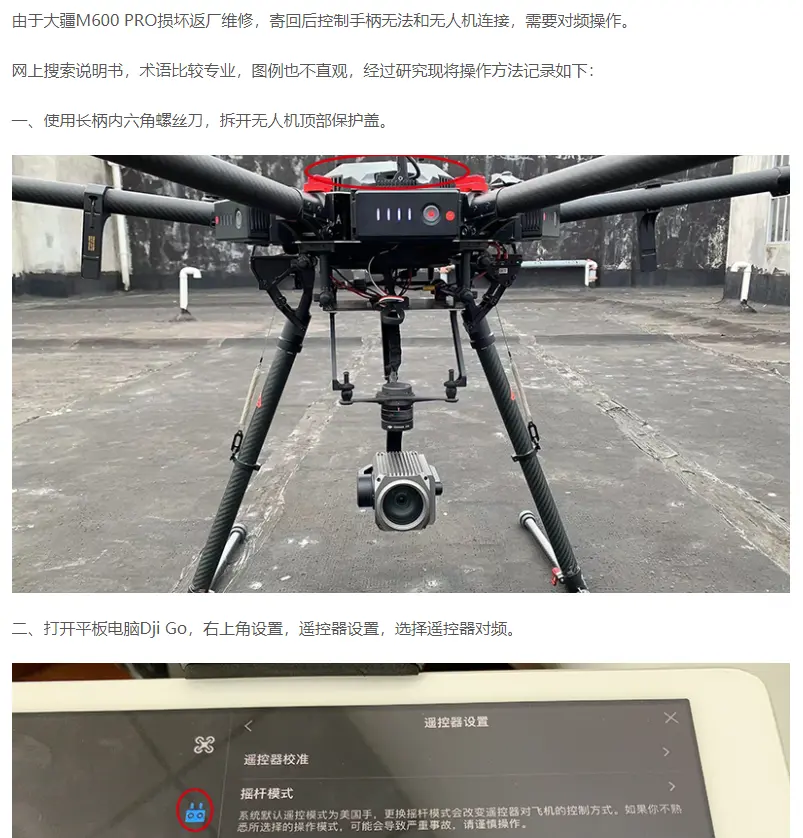 由于大疆M600 PRO损坏返厂维修，寄回后控制手柄无法和无人机连接，需要对频操作。
网上搜索说明书，术语比较专业，图例也不直观，经过研究现将操作方法记录如下：
一、使用长柄内六角螺丝刀，拆开无人机顶部保护盖。
二、打开平板电脑Dji Go，右上角设置，遥控器设置，选择遥控器对频。
遥控器设置
遥控器校准
摇杆模式
系统默认遥控模式为美国手，更换摇杆模式会改变遥控器对飞机的控制方式。如果你不熟
悉所选择的操作模式，可能会导致严重事故，请谨慎操作。